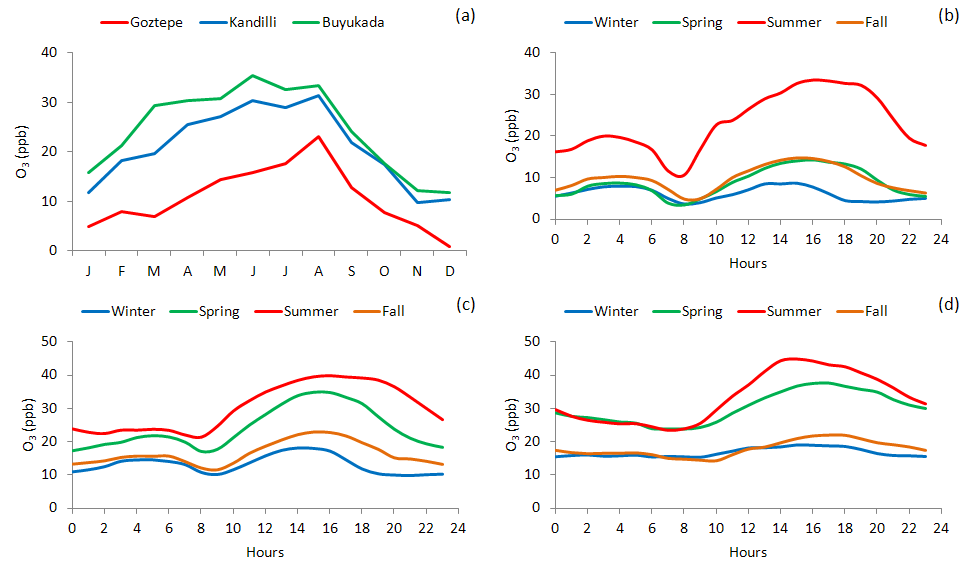 Goztepe Kandilli Buyukada (a)
O3 (ppb)
40
30
20
10
0
J F M A M J J A S O N D
Winter Spring Summer Fall (b)
O3 (ppb)
40
30
20
10
0
0 2 4 6 8 10 12 14 16 18 20 22 24
Hours
Winter Spring Summer Fall (c)
O3 (ppb)
50
40
30
20
10
0
0 2 4 6 8 10 12 14 16 18 20 22 24
Hours
Winter Spring Summer Fall (d)
O3 (ppb)
50
40
30
20
10
0
0 2 4 6 8 10 12 14 16 18 20 22 24
Hours